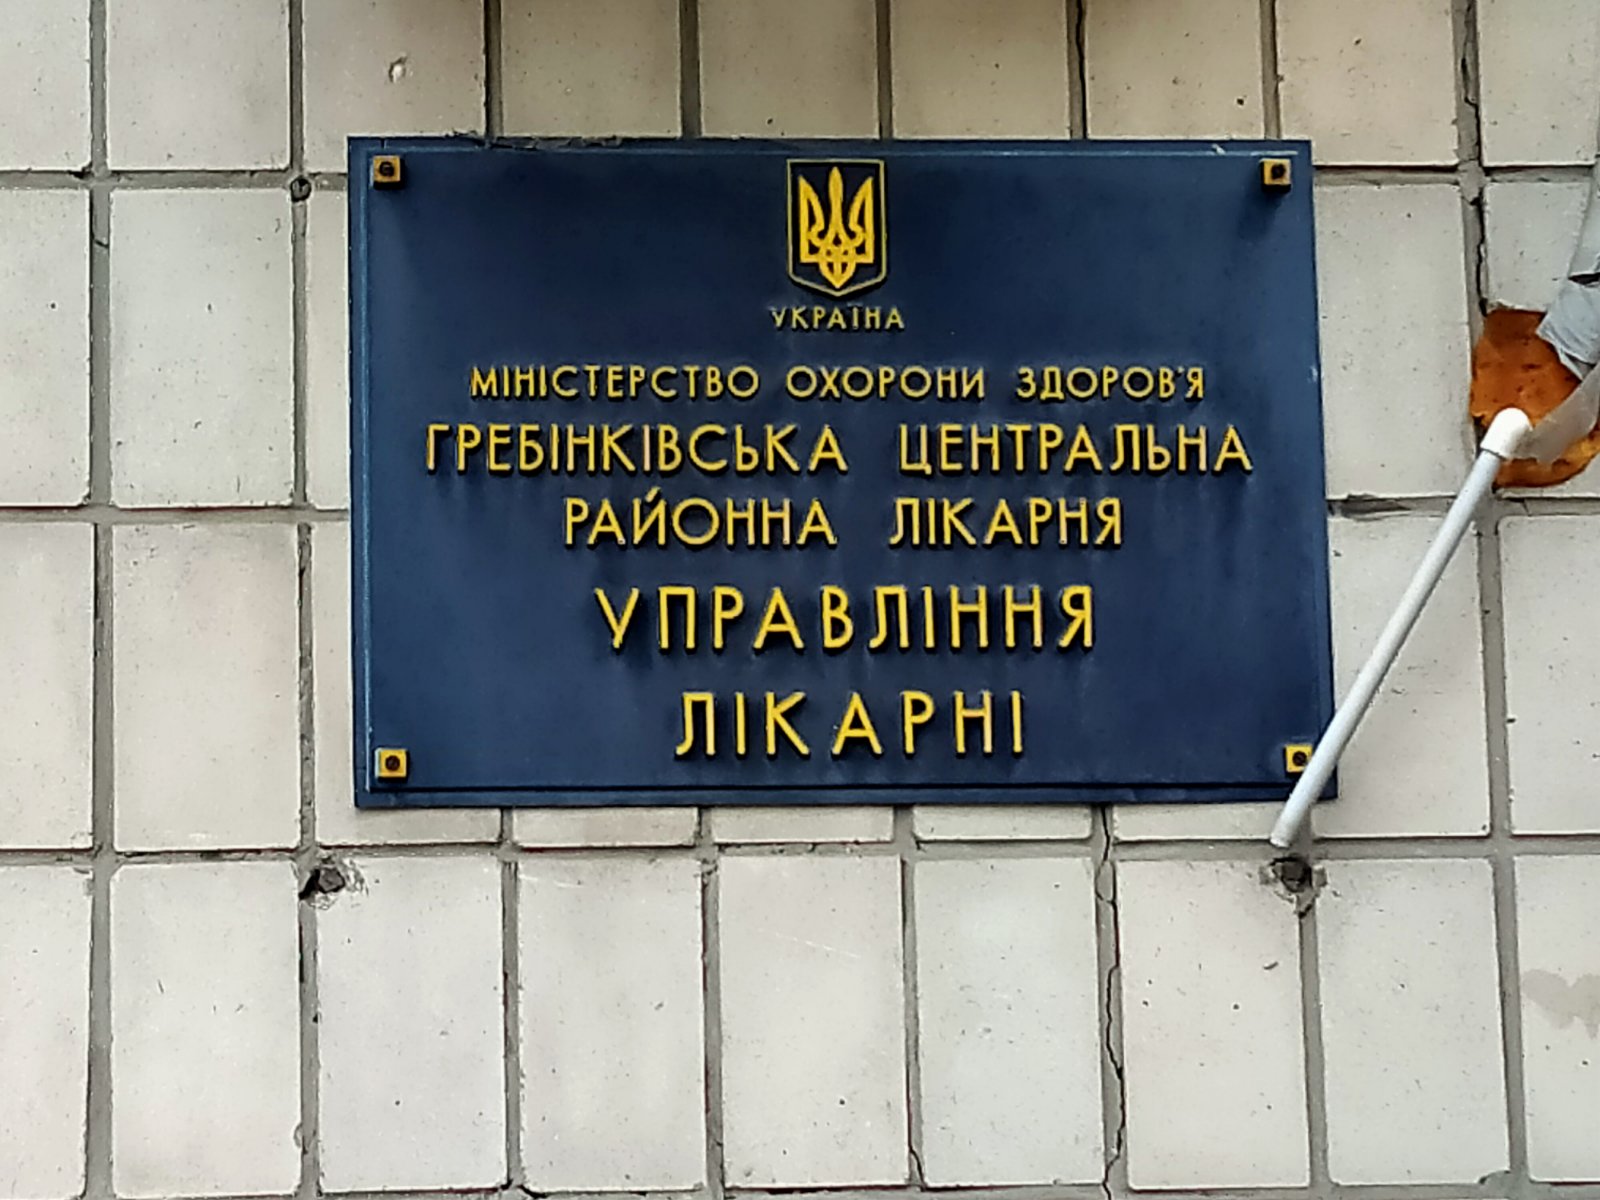 УКРАЇНА
МІНІСТЕРСТВО ОХОРОНИ ЗДОРОВ'Я
ГРЕБІНКІВСЬКА ЦЕНТРАЛЬНА
РАЙОННА ЛІКАРНЯ
УПРАВЛІННЯ
ЛІКАРНІ